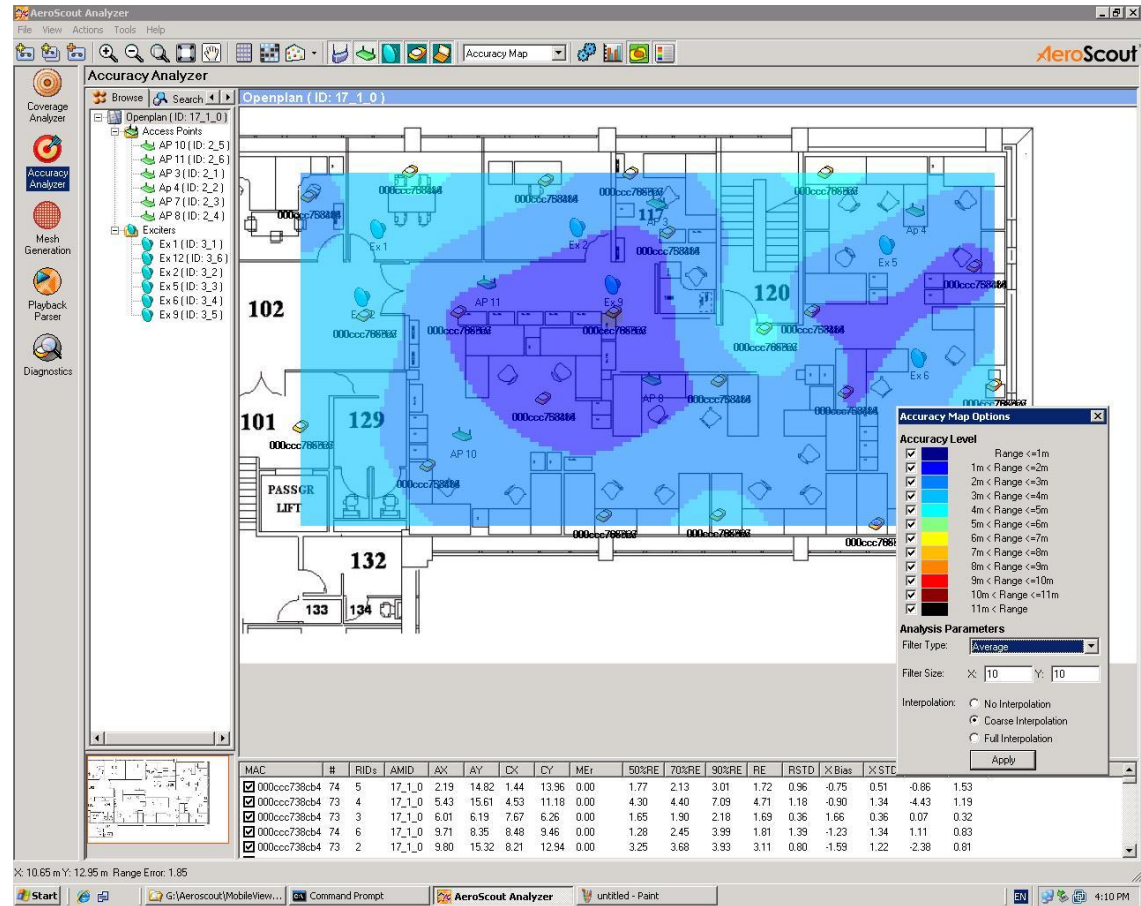 AeroScout Analyzer
File View Actions Tools Help
Accuracy Map
AeroScout
Accuracy Analyzer
Coverage Analyzer
Accuracy Analyzer
Mesh Generation
Playback Parser
Diagnostics
Browse Search
Openplan ( ID: 17_1_0 )
Access Points
AP 10 ( ID: 2_5 )
AP 11 ( ID: 2_6 )
AP 3 ( ID: 2_1 )
Ap 4 ( ID: 2_2 )
AP 7 ( ID: 2_3 )
AP 8 ( ID: 2_4 )
Exciters
Ex 1 ( ID: 3_1 )
Ex 12 ( ID: 3_6 )
Ex 2 ( ID: 3_2 )
Ex 5 ( ID: 3_3 )
Ex 6 ( ID: 3_4 )
Ex 9 ( ID: 3_5 )
Openplan ( ID: 17_1_0 )
117
AP 3
Ap 4
Ex 1
Ex 2
Ex 5
102
AP 11
Ex 9
120
Ex 6
AP 8
101
129
AP 10
PASSGR LIFT
132
133
134
Accuracy Map Options
Accuracy Level
Range <=1m
1m < Range <=2m
2m < Range <=3m
3m < Range <=4m
4m < Range <=5m
5m < Range <=6m
6m < Range <=7m
7m < Range <=8m
8m < Range <=9m
9m < Range <=10m
10m < Range <=11m
11m < Range
Analysis Parameters
Filter Type: Average
Filter Size: X: 10 Y: 10
Interpolation: No Interpolation
Coarse Interpolation
Full Interpolation
Apply
MAC # RIDs AMID AX AY CX CY MEr 50%RE 70%RE 90%RE RE RSTD X Bias X STD
000ccc738cb4 74 5 17_1_0 2.19 14.82 1.44 13.96 0.00 1.77 2.13 3.01 1.72 0.96 -0.75 0.51 -0.86 1.53
000ccc738cb4 73 4 17_1_0 5.43 15.61 4.53 11.18 0.00 4.30 4.40 7.09 4.71 1.18 -0.90 1.34 -4.43 1.19
000ccc738cb4 73 3 17_1_0 6.01 6.19 7.67 6.26 0.00 1.65 1.90 2.18 1.69 0.36 1.66 0.36 0.07 0.32
000ccc738cb4 74 6 17_1_0 9.71 8.35 8.48 9.46 0.00 1.28 2.45 3.99 1.81 1.39 -1.23 1.34 1.11 0.83
000ccc738cb4 73 2 17_1_0 9.80 15.32 8.21 12.94 0.00 3.25 3.68 3.93 3.11 0.80 -1.59 1.22 -2.38 0.81
X: 10.65 m Y: 12.95 m Range Error: 1.85
Start G:\Aeroscout\MobileView... Command Prompt AeroScout Analyzer untitled - Paint EN 4:10 PM